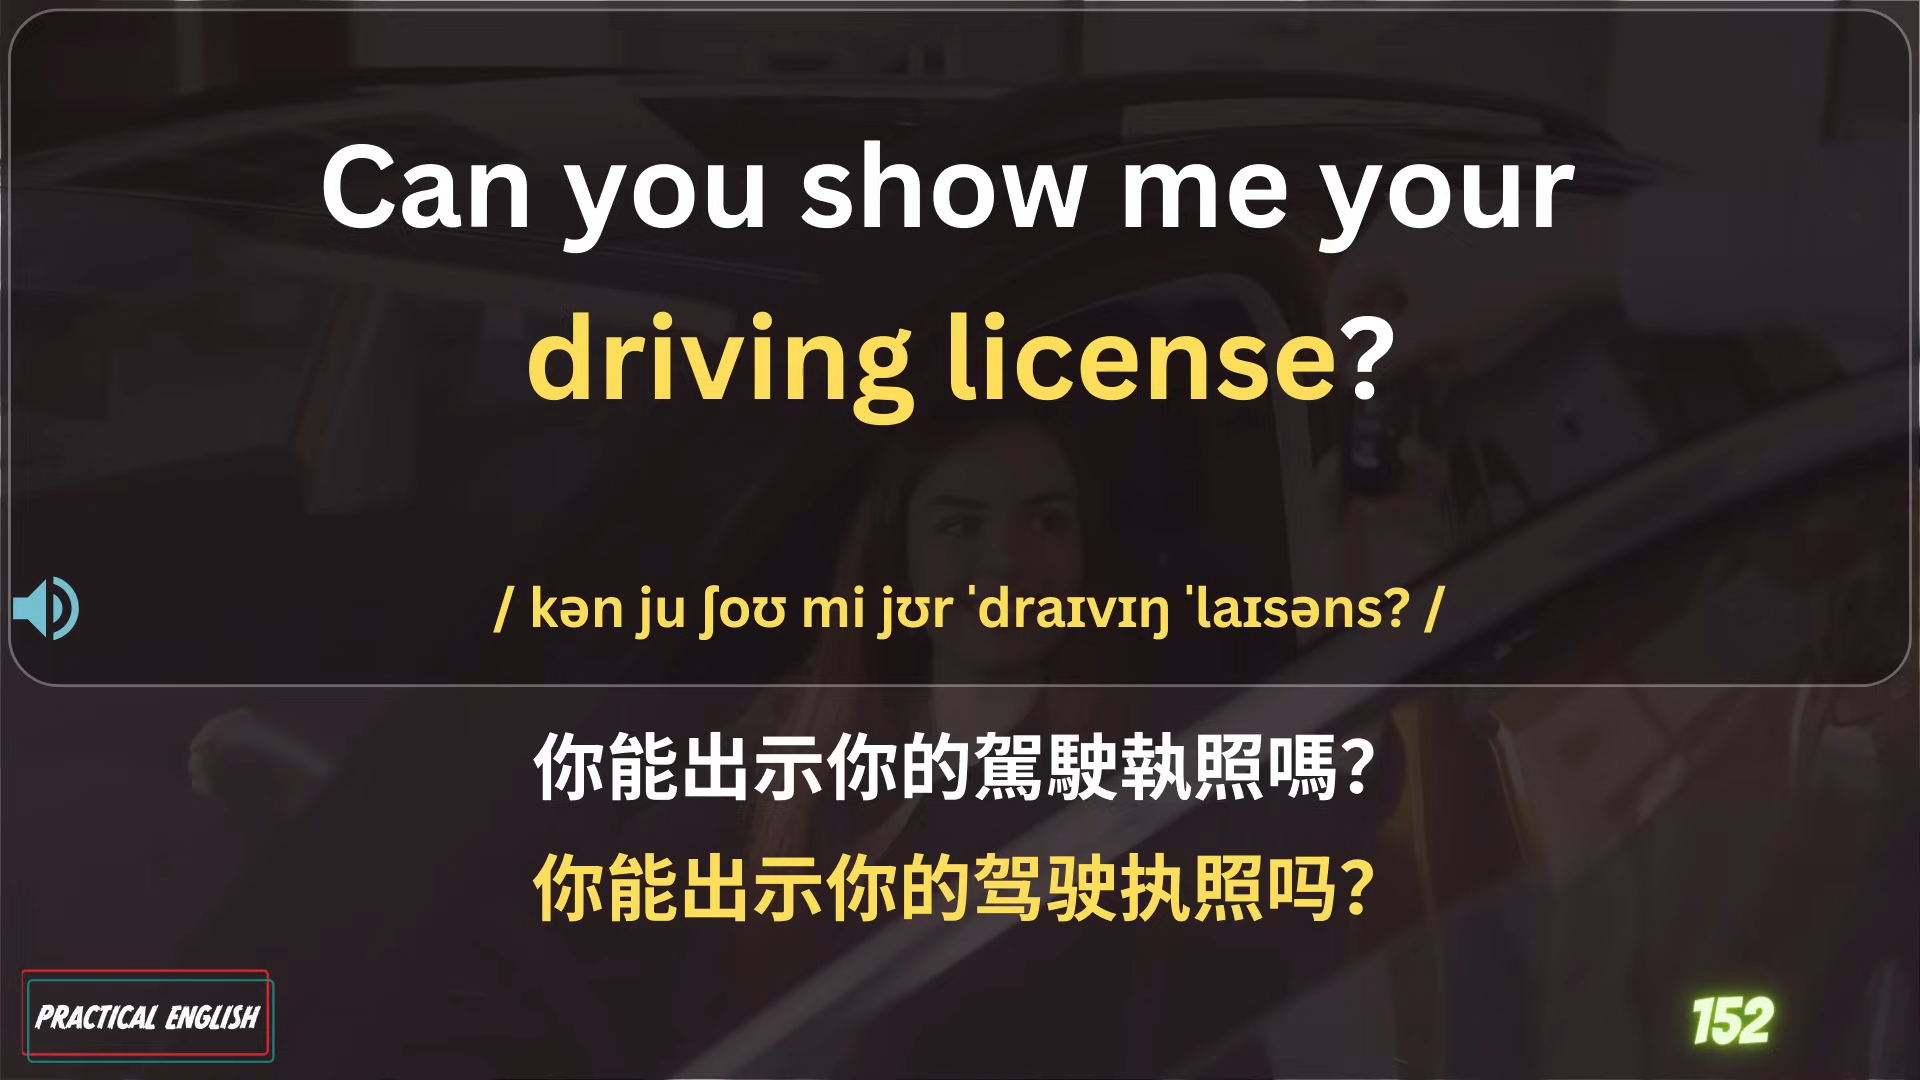 Can you show me your
driving license?
/ kən ju ʃoʊ mi jʊr ˈdraɪvɪŋ ˈlaɪsəns? /
你能出示你的駕駛執照嗎？
你能出示你的驾驶执照吗？
PRACTICAL ENGLISH
152